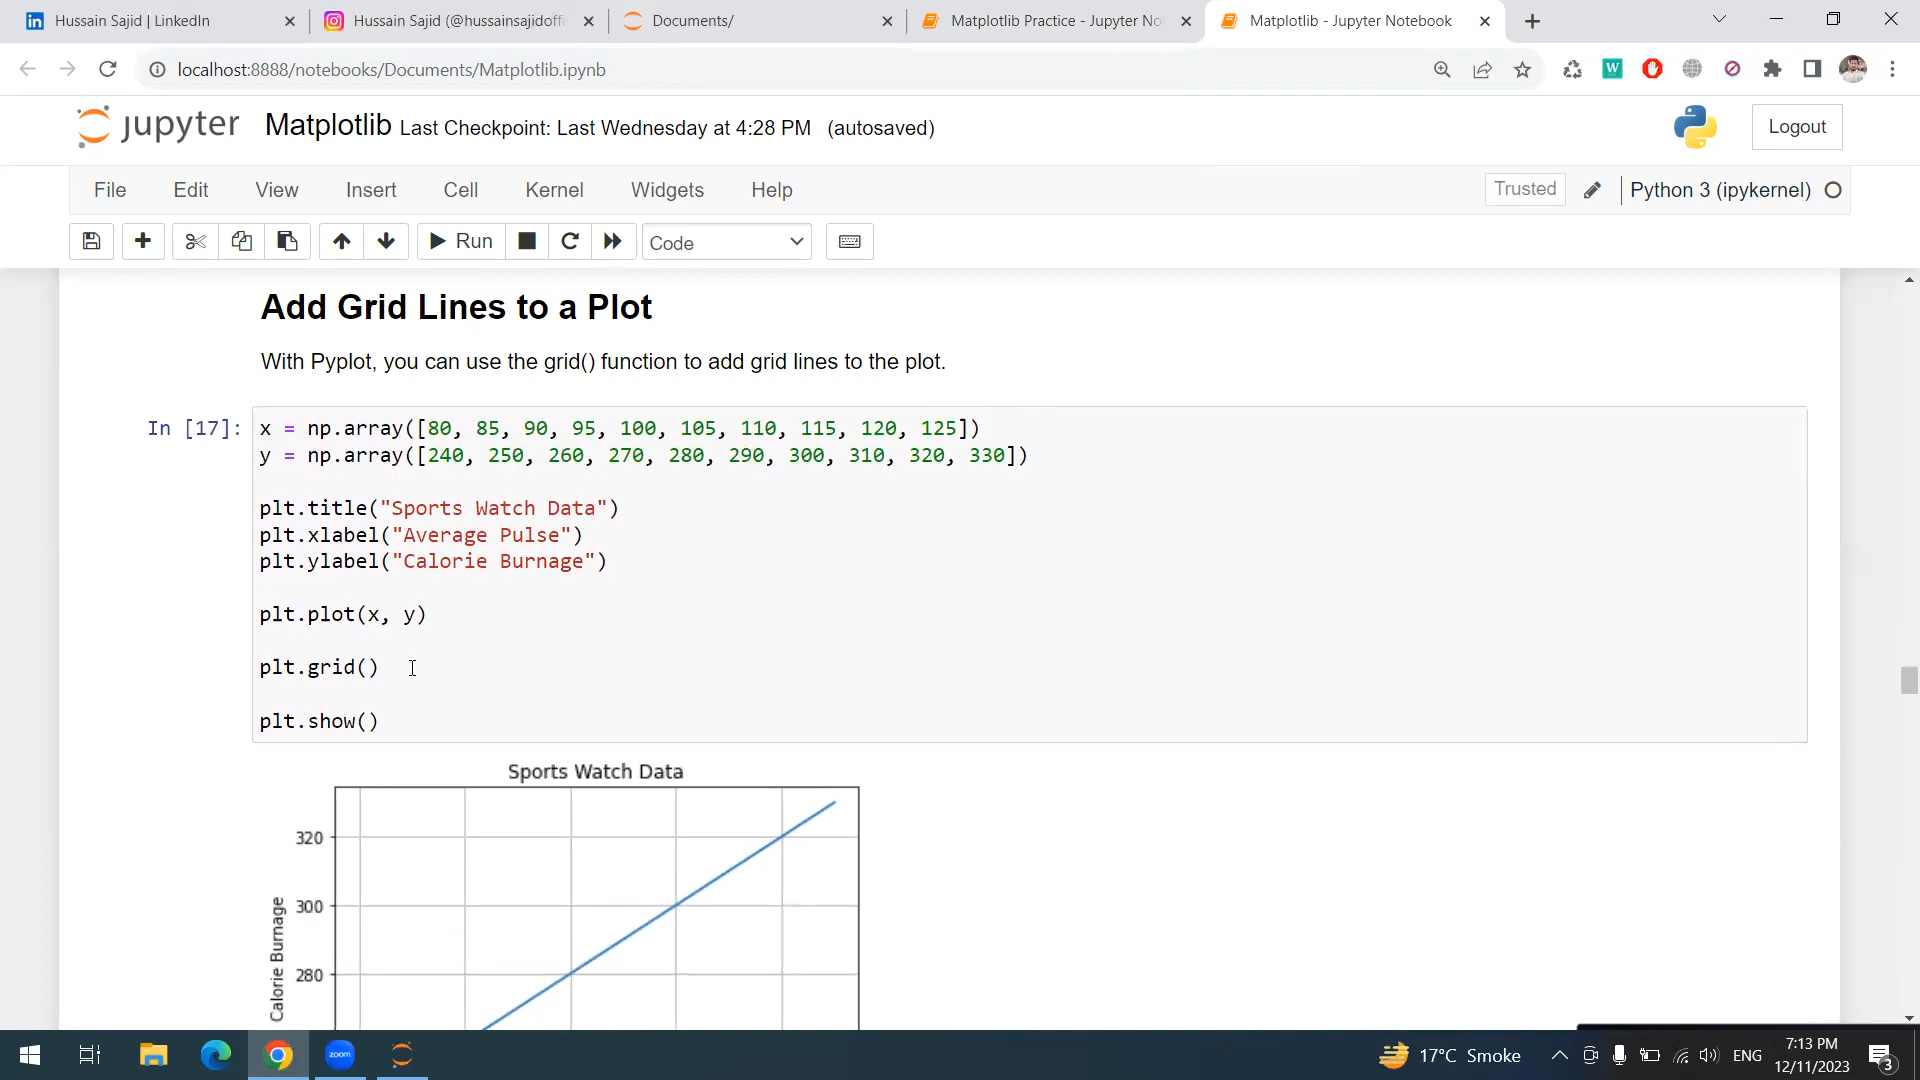 Hussain Sajid | LinkedIn
Hussain Sajid (@hussainsajidoffi
Documents/
Matplotlib Practice - Jupyter No
Matplotlib - Jupyter Notebook
localhost:8888/notebooks/Documents/Matplotlib.ipynb
jupyter Matplotlib Last Checkpoint: Last Wednesday at 4:28 PM (autosaved)
Logout
File Edit View Insert Cell Kernel Widgets Help
Trusted Python 3 (ipykernel)
Run Code
Add Grid Lines to a Plot
With Pyplot, you can use the grid() function to add grid lines to the plot.
In [17]: x = np.array([80, 85, 90, 95, 100, 105, 110, 115, 120, 125])
y = np.array([240, 250, 260, 270, 280, 290, 300, 310, 320, 330])
plt.title("Sports Watch Data")
plt.xlabel("Average Pulse")
plt.ylabel("Calorie Burnage")
plt.plot(x, y)
plt.grid()
plt.show()
Sports Watch Data
320
300
280
Calorie Burnage
zoom
17°C Smoke
ENG
7:13 PM
12/11/2023
3